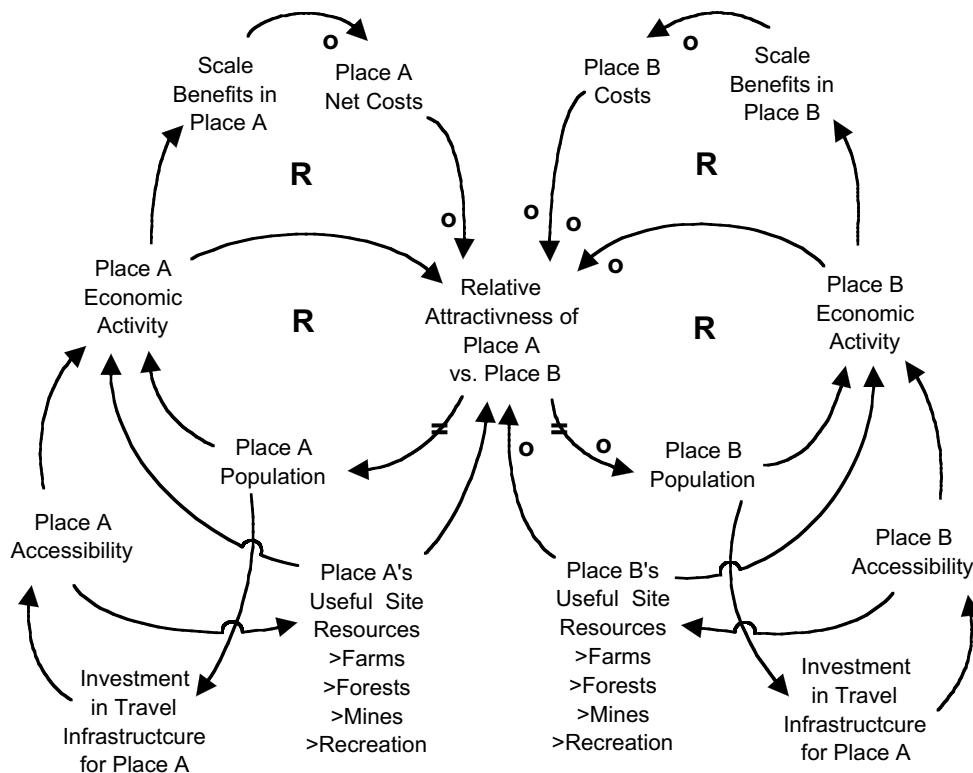 Scale
Benefits in
Place A
o
Place A
Net Costs
Place B
Costs
o
Scale
Benefits in
Place B
R
R
o
o
o
o
Place A
Economic
Activity
R
Relative
Attractivness of
Place A
vs. Place B
R
Place B
Economic
Activity
Place A
Population
=
o
=
o
Place B
Population
Place A
Accessibility
Place B
Accessibility
Place A's
Useful Site
Resources
>Farms
>Forests
>Mines
>Recreation
Place B's
Useful Site
Resources
>Farms
>Forests
>Mines
>Recreation
Investment
in Travel
Infrastructcure
for Place A
Investment
in Travel
Infrastructcure
for Place A